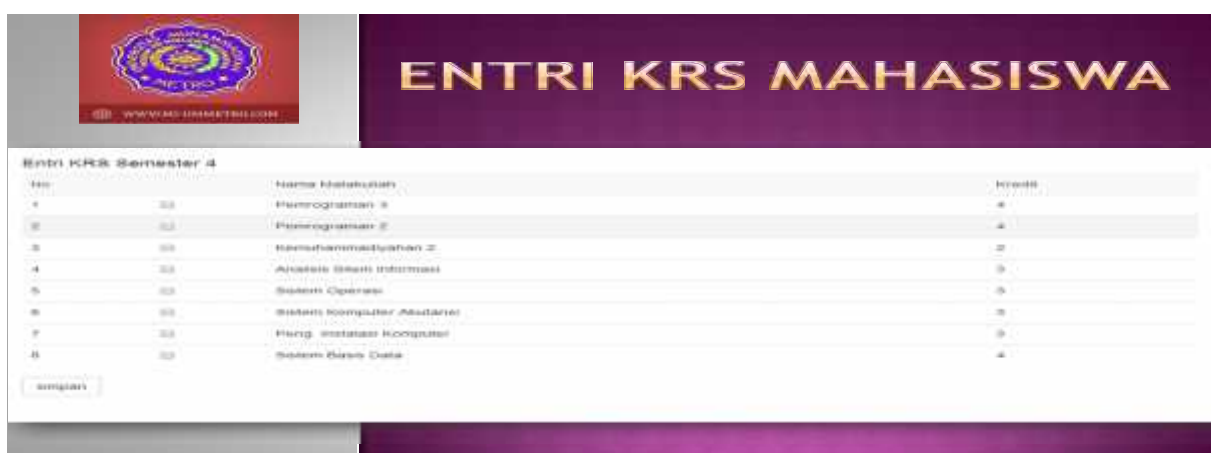 ENTRI KRS MAHASISWA
Entri KRS Semester 4
No Nama Matakuliah Kredit
1 Pemrograman 3 4
2 Pemrograman 2 4
3 Kemuhammadiyahan 2 2
4 Analisis Sitem Informasi 3
5 Sistem Operasi 3
6 Sistem Komputer Akutansi 3
7 Peng. Instalasi Komputer 3
8 Sistem Basis Data 4
simpan